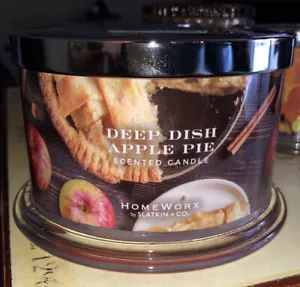 DEEP DISH
APPLE PIE
SCENTED CANDLE
HOMEWORX
by SLATKIN + CO.